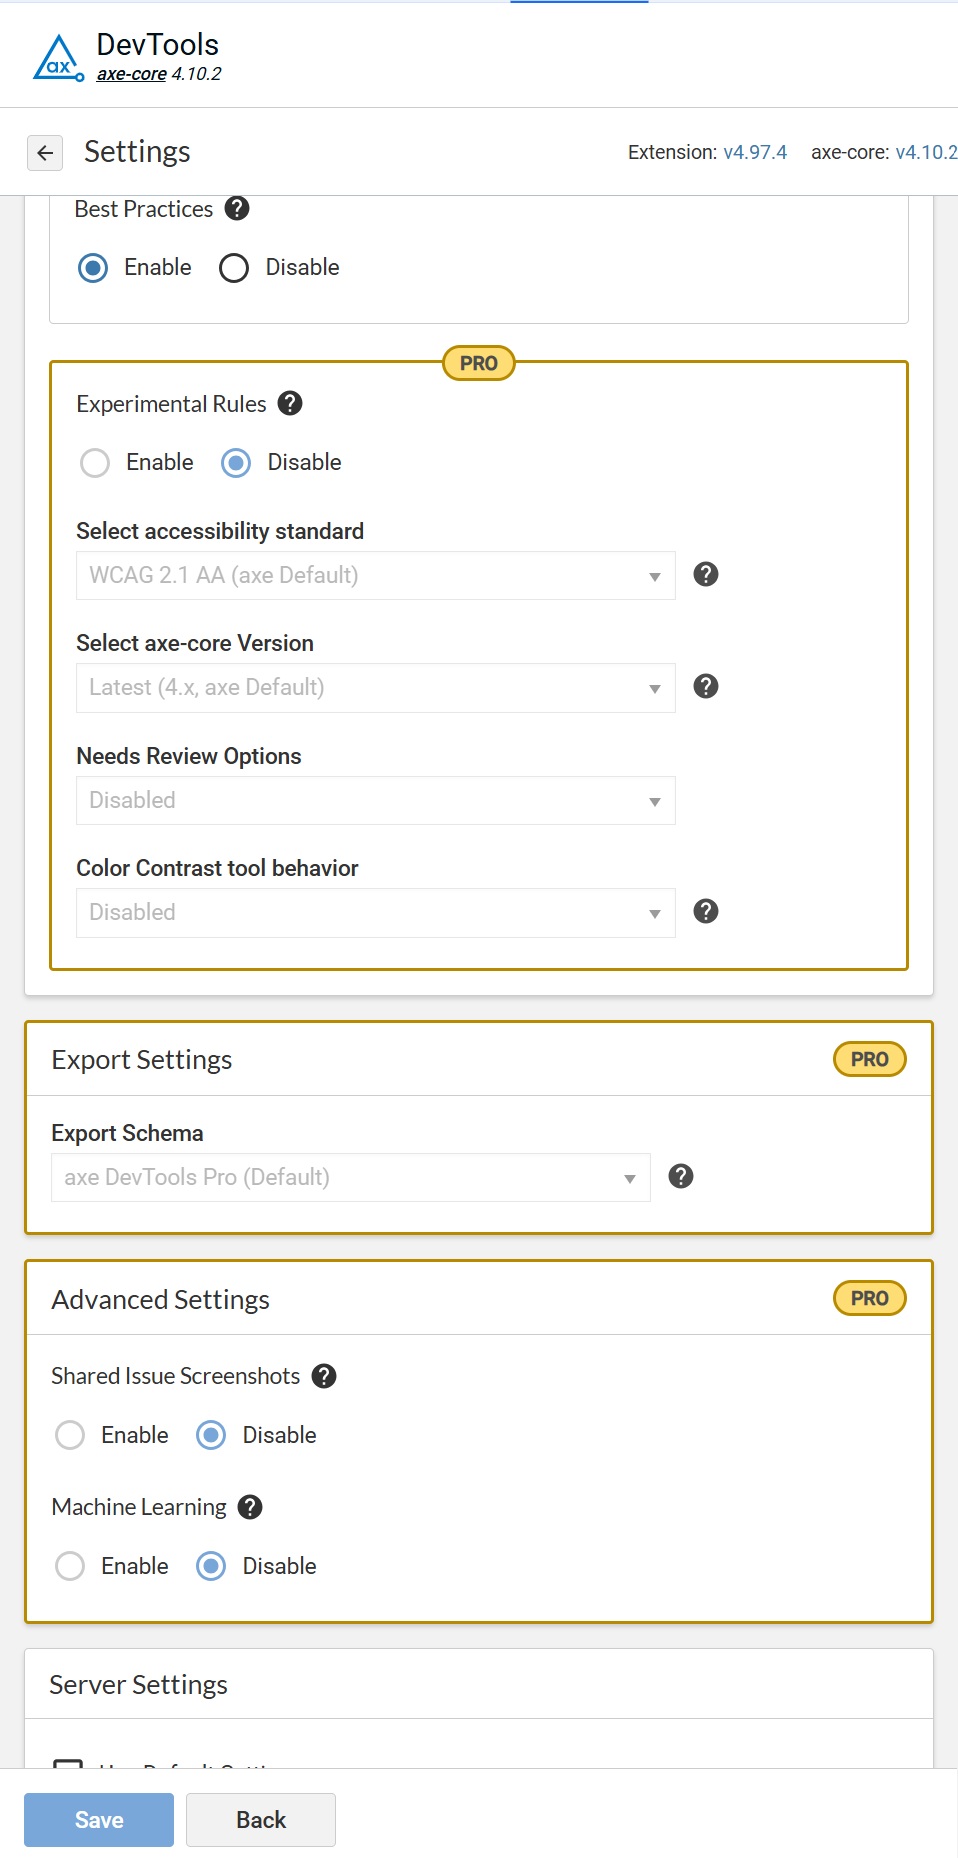 DevTools
ax
axe-core 4.10.2
Settings
Extension: v4.97.4 axe-core: v4.10.2
Best Practices ?
Enable Disable
PRO
Experimental Rules ?
Enable Disable
Select accessibility standard
WCAG 2.1 AA (axe Default) ?
Select axe-core Version
Latest (4.x, axe Default) ?
Needs Review Options
Disabled
Color Contrast tool behavior
Disabled ?
Export Settings PRO
Export Schema
axe DevTools Pro (Default) ?
Advanced Settings PRO
Shared Issue Screenshots ?
Enable Disable
Machine Learning ?
Enable Disable
Server Settings
Save Back